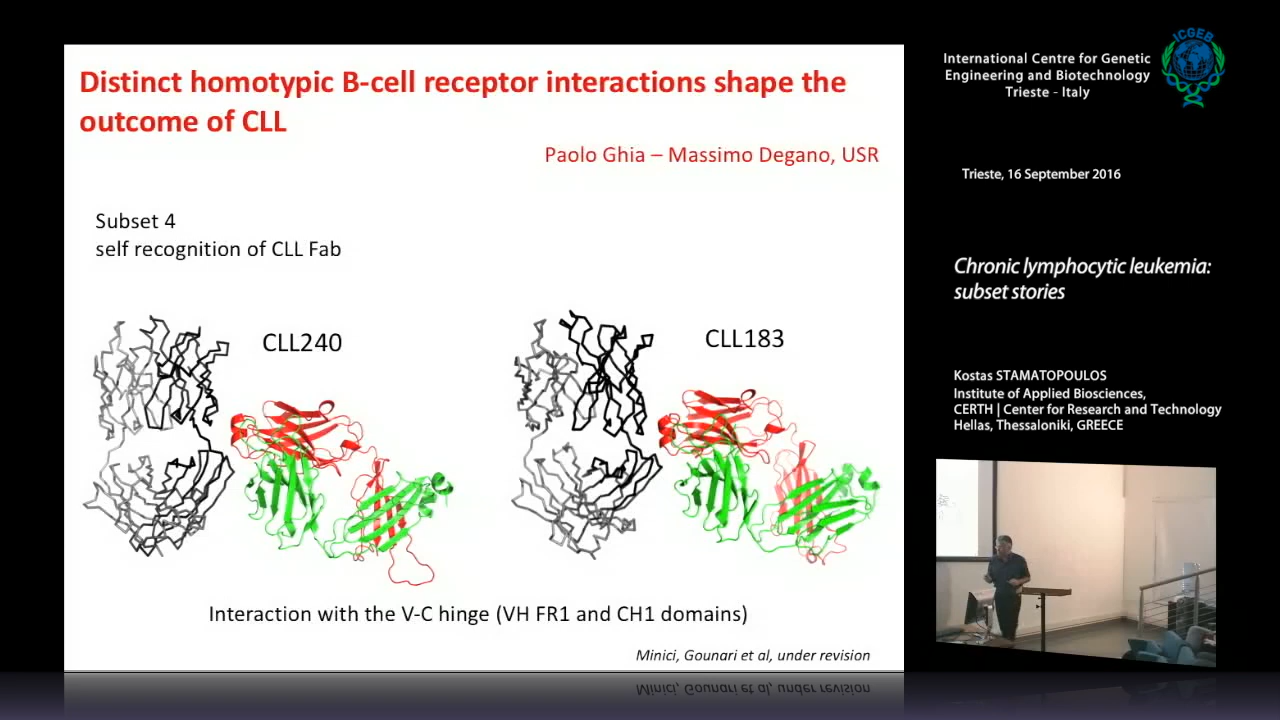 Distinct homotypic B-cell receptor interactions shape the
outcome of CLL
Paolo Ghia – Massimo Degano, USR
Subset 4
self recognition of CLL Fab
CLL240
CLL183
Interaction with the V-C hinge (VH FR1 and CH1 domains)
Minici, Gounari et al, under revision
International Centre for Genetic
Engineering and Biotechnology
Trieste - Italy
ICGEB
Trieste, 16 September 2016
Chronic lymphocytic leukemia:
subset stories
Kostas STAMATOPOULOS
Institute of Applied Biosciences,
CERTH | Center for Research and Technology
Hellas, Thessaloniki, GREECE